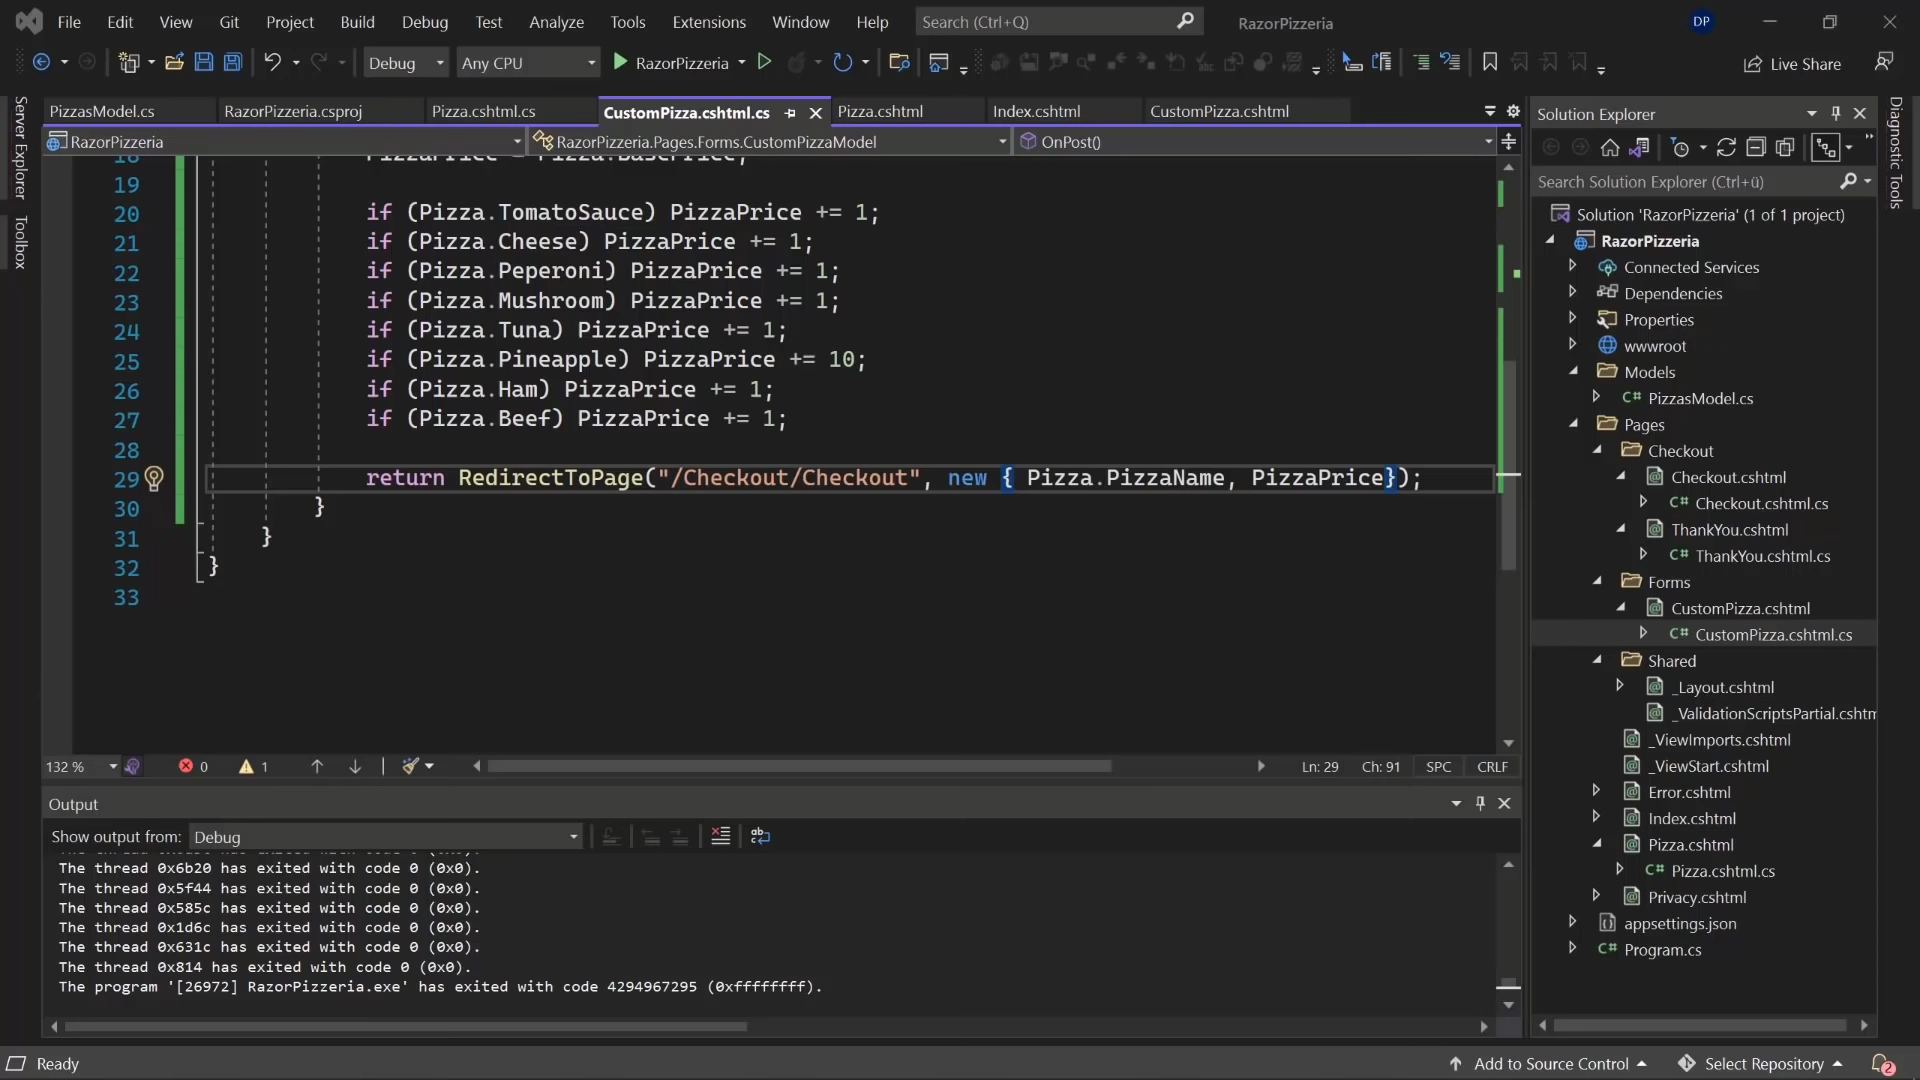 File Edit View Git Project Build Debug Test Analyze Tools Extensions Window Help Search (Ctrl+Q) RazorPizzeria DP
Debug Any CPU RazorPizzeria Live Share
PizzasModel.cs RazorPizzeria.csproj Pizza.cshtml.cs CustomPizza.cshtml.cs Pizza.cshtml Index.cshtml CustomPizza.cshtml
RazorPizzeria RazorPizzeria.Pages.Forms.CustomPizzaModel OnPost()
Server Explorer
Toolbox
18 PizzaPrice = Pizza.BasePrice;
19
20 if (Pizza.TomatoSauce) PizzaPrice += 1;
21 if (Pizza.Cheese) PizzaPrice += 1;
22 if (Pizza.Peperoni) PizzaPrice += 1;
23 if (Pizza.Mushroom) PizzaPrice += 1;
24 if (Pizza.Tuna) PizzaPrice += 1;
25 if (Pizza.Pineapple) PizzaPrice += 10;
26 if (Pizza.Ham) PizzaPrice += 1;
27 if (Pizza.Beef) PizzaPrice += 1;
28
29 return RedirectToPage("/Checkout/Checkout", new { Pizza.PizzaName, PizzaPrice});
30 }
31 }
32 }
33
132 % 0 1 Ln: 29 Ch: 91 SPC CRLF
Output
Show output from: Debug
The thread 0x6b20 has exited with code 0 (0x0).
The thread 0x5f44 has exited with code 0 (0x0).
The thread 0x585c has exited with code 0 (0x0).
The thread 0x1d6c has exited with code 0 (0x0).
The thread 0x631c has exited with code 0 (0x0).
The thread 0x814 has exited with code 0 (0x0).
The program '[26972] RazorPizzeria.exe' has exited with code 4294967295 (0xffffffff).
Solution Explorer
Search Solution Explorer (Ctrl+ü)
Solution 'RazorPizzeria' (1 of 1 project)
RazorPizzeria
Connected Services
Dependencies
Properties
wwwroot
Models
C# PizzasModel.cs
Pages
Checkout
Checkout.cshtml
C# Checkout.cshtml.cs
ThankYou.cshtml
C# ThankYou.cshtml.cs
Forms
CustomPizza.cshtml
C# CustomPizza.cshtml.cs
Shared
_Layout.cshtml
_ValidationScriptsPartial.cshtm
_ViewImports.cshtml
_ViewStart.cshtml
Error.cshtml
Index.cshtml
Pizza.cshtml
C# Pizza.cshtml.cs
Privacy.cshtml
appsettings.json
C# Program.cs
Diagnostic Tools
Ready Add to Source Control Select Repository 2